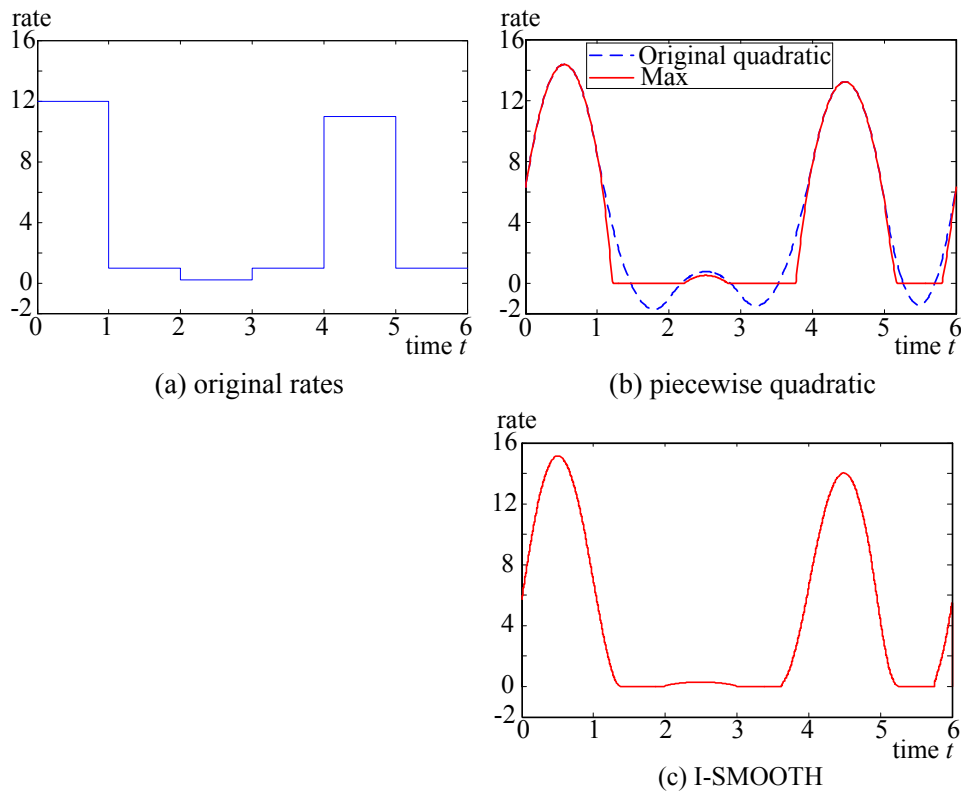 rate
16
12
8
4
0
-2
0 1 2 3 4 5 6
time t
(a) original rates
rate
16
12
8
4
0
-2
Original quadratic
Max
0 1 2 3 4 5 6
time t
(b) piecewise quadratic
rate
16
12
8
4
0
-2
0 1 2 3 4 5 6
time t
(c) I-SMOOTH